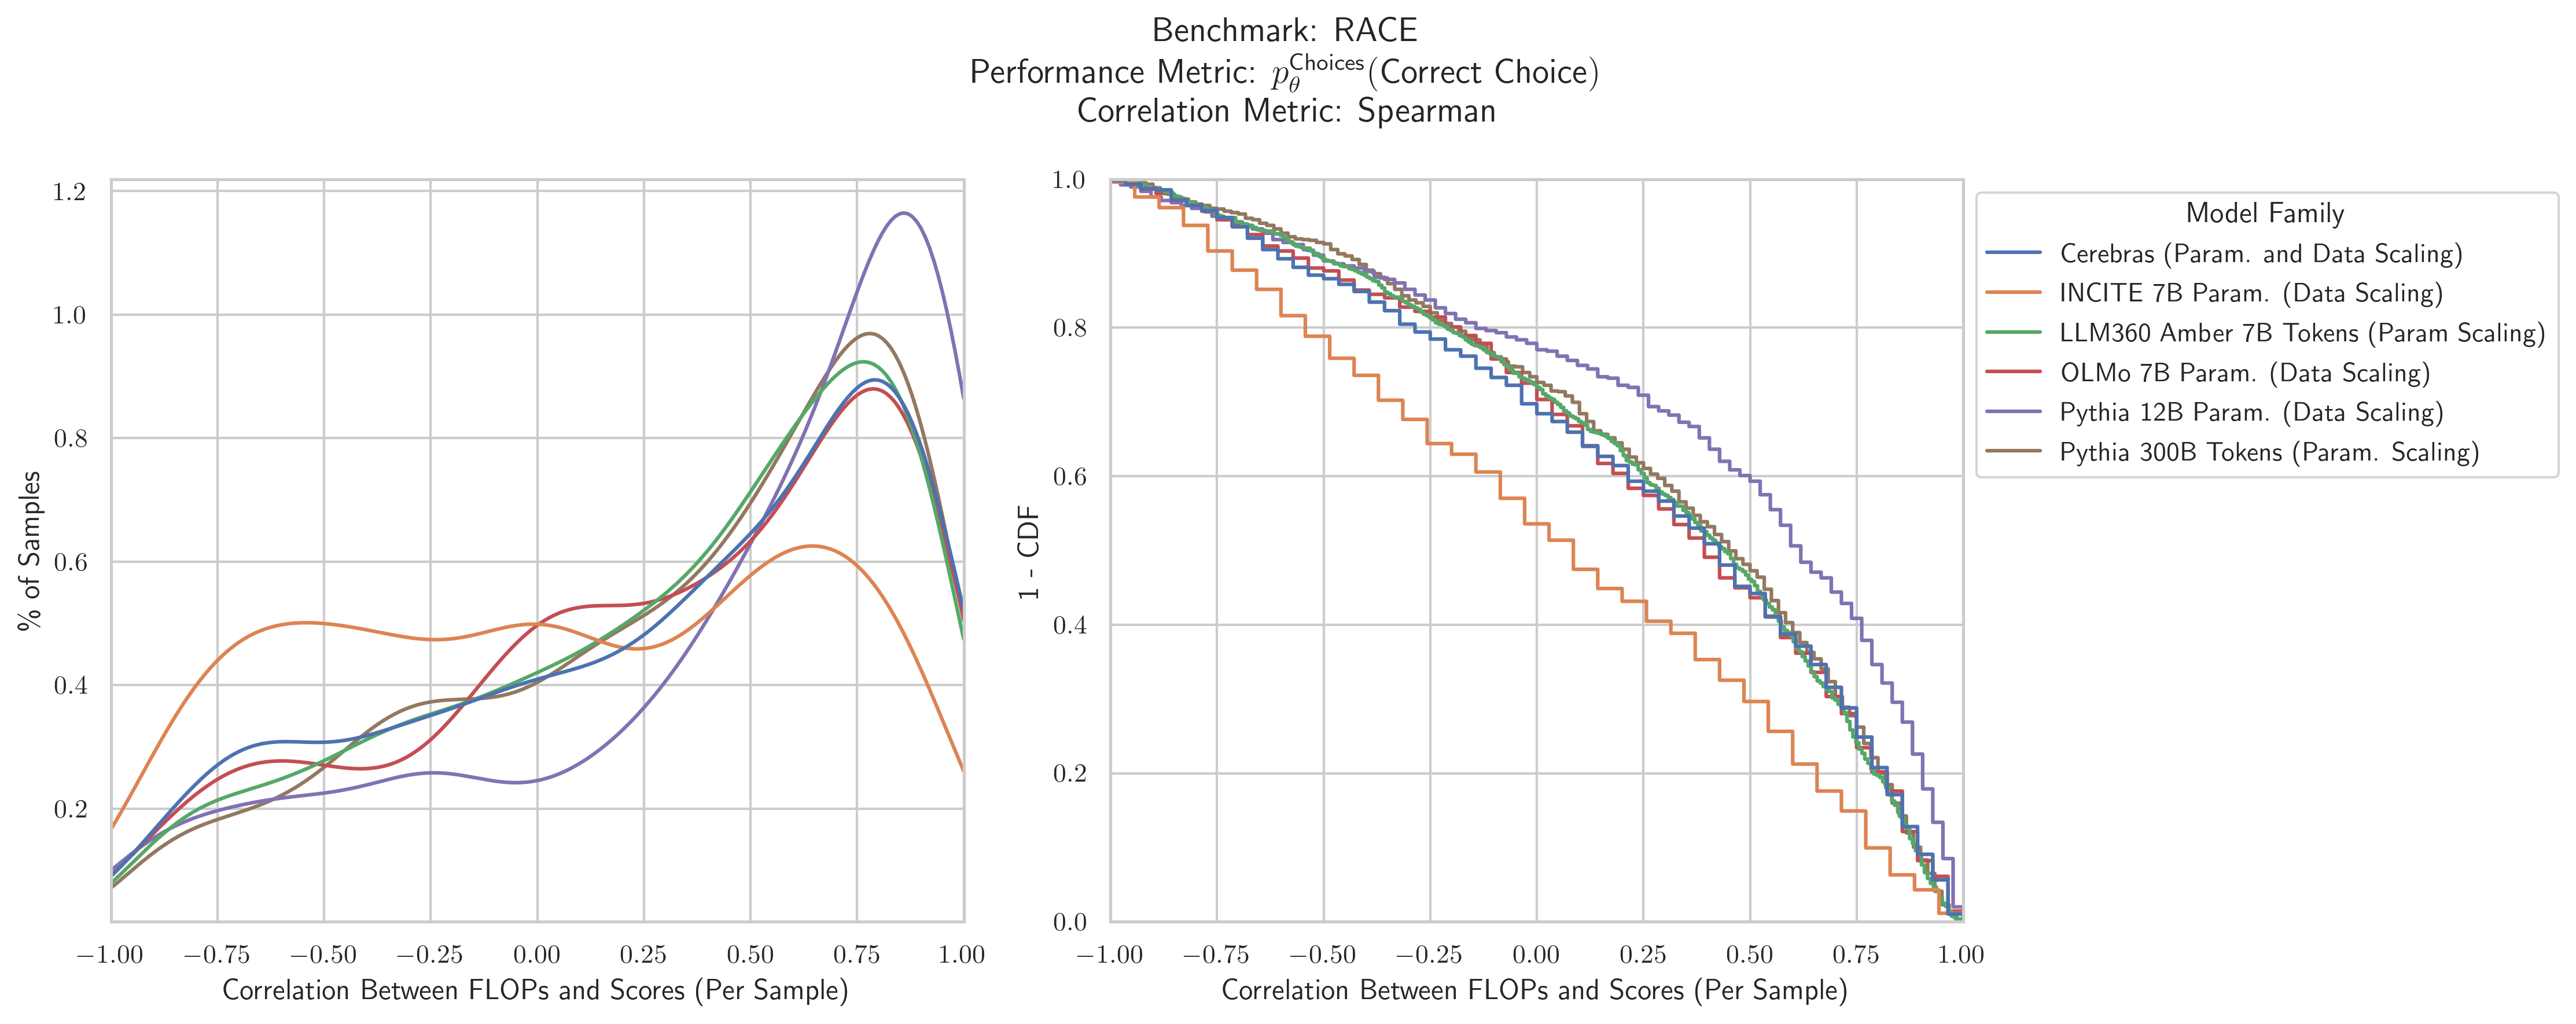 Benchmark: RACE
Performance Metric: $p_{\theta}^{\text{Choices}}$(Correct Choice)
Correlation Metric: Spearman
% of Samples
1.2
1.0
0.8
0.6
0.4
0.2
−1.00 −0.75 −0.50 −0.25 0.00 0.25 0.50 0.75 1.00
Correlation Between FLOPs and Scores (Per Sample)
1 - CDF
1.0
0.8
0.6
0.4
0.2
0.0
−1.00 −0.75 −0.50 −0.25 0.00 0.25 0.50 0.75 1.00
Correlation Between FLOPs and Scores (Per Sample)
Model Family
Cerebras (Param. and Data Scaling)
INCITE 7B Param. (Data Scaling)
LLM360 Amber 7B Tokens (Param Scaling)
OLMo 7B Param. (Data Scaling)
Pythia 12B Param. (Data Scaling)
Pythia 300B Tokens (Param. Scaling)